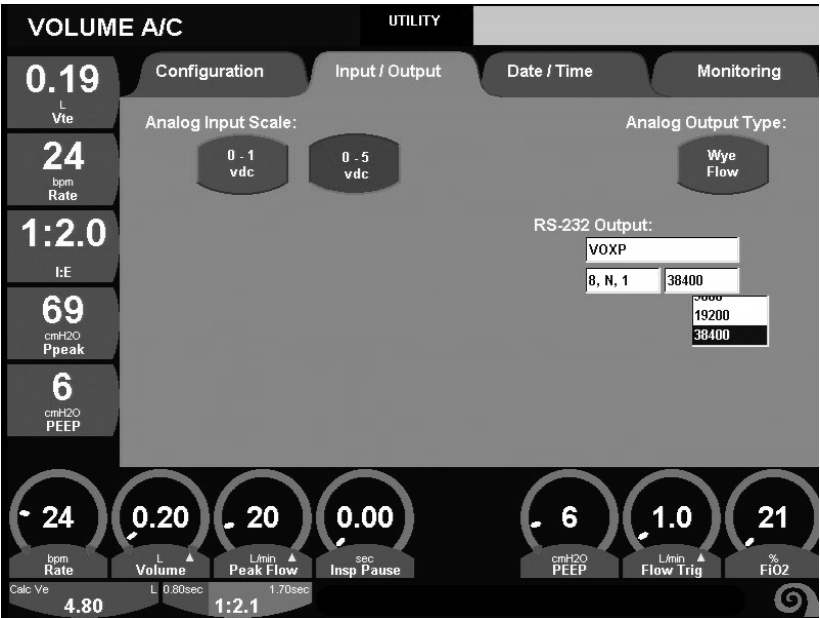 VOLUME A/C
UTILITY
Configuration
Input / Output
Date / Time
Monitoring
0.19
L
Vte
24
bpm
Rate
1:2.0
I:E
69
cmH2O
Ppeak
6
cmH2O
PEEP
Analog Input Scale:
0 - 1
vdc
0 - 5
vdc
Analog Output Type:
Wye
Flow
RS-232 Output:
VOXP
8, N, 1
38400
19200
38400
24
bpm
Rate
0.20
L
Volume
20
L/min
Peak Flow
0.00
sec
Insp Pause
6
cmH2O
PEEP
1.0
L/min
Flow Trig
21
%
FiO2
Calc Ve
L
4.80
0.80sec
1.70sec
1:2.1